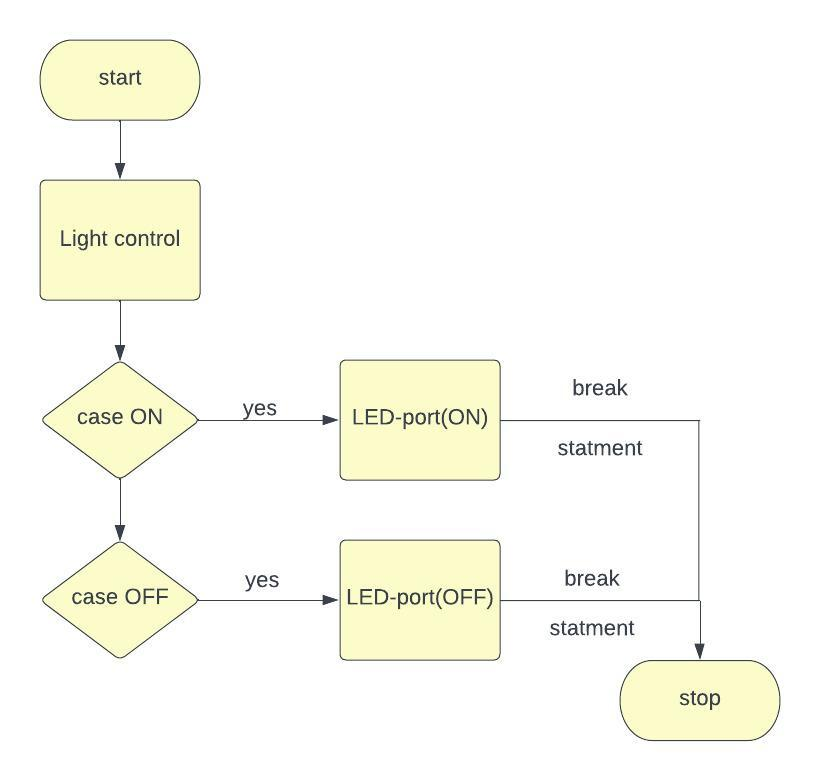 start
Light control
case ON
yes
LED-port(ON)
break
statment
case OFF
yes
LED-port(OFF)
break
statment
stop